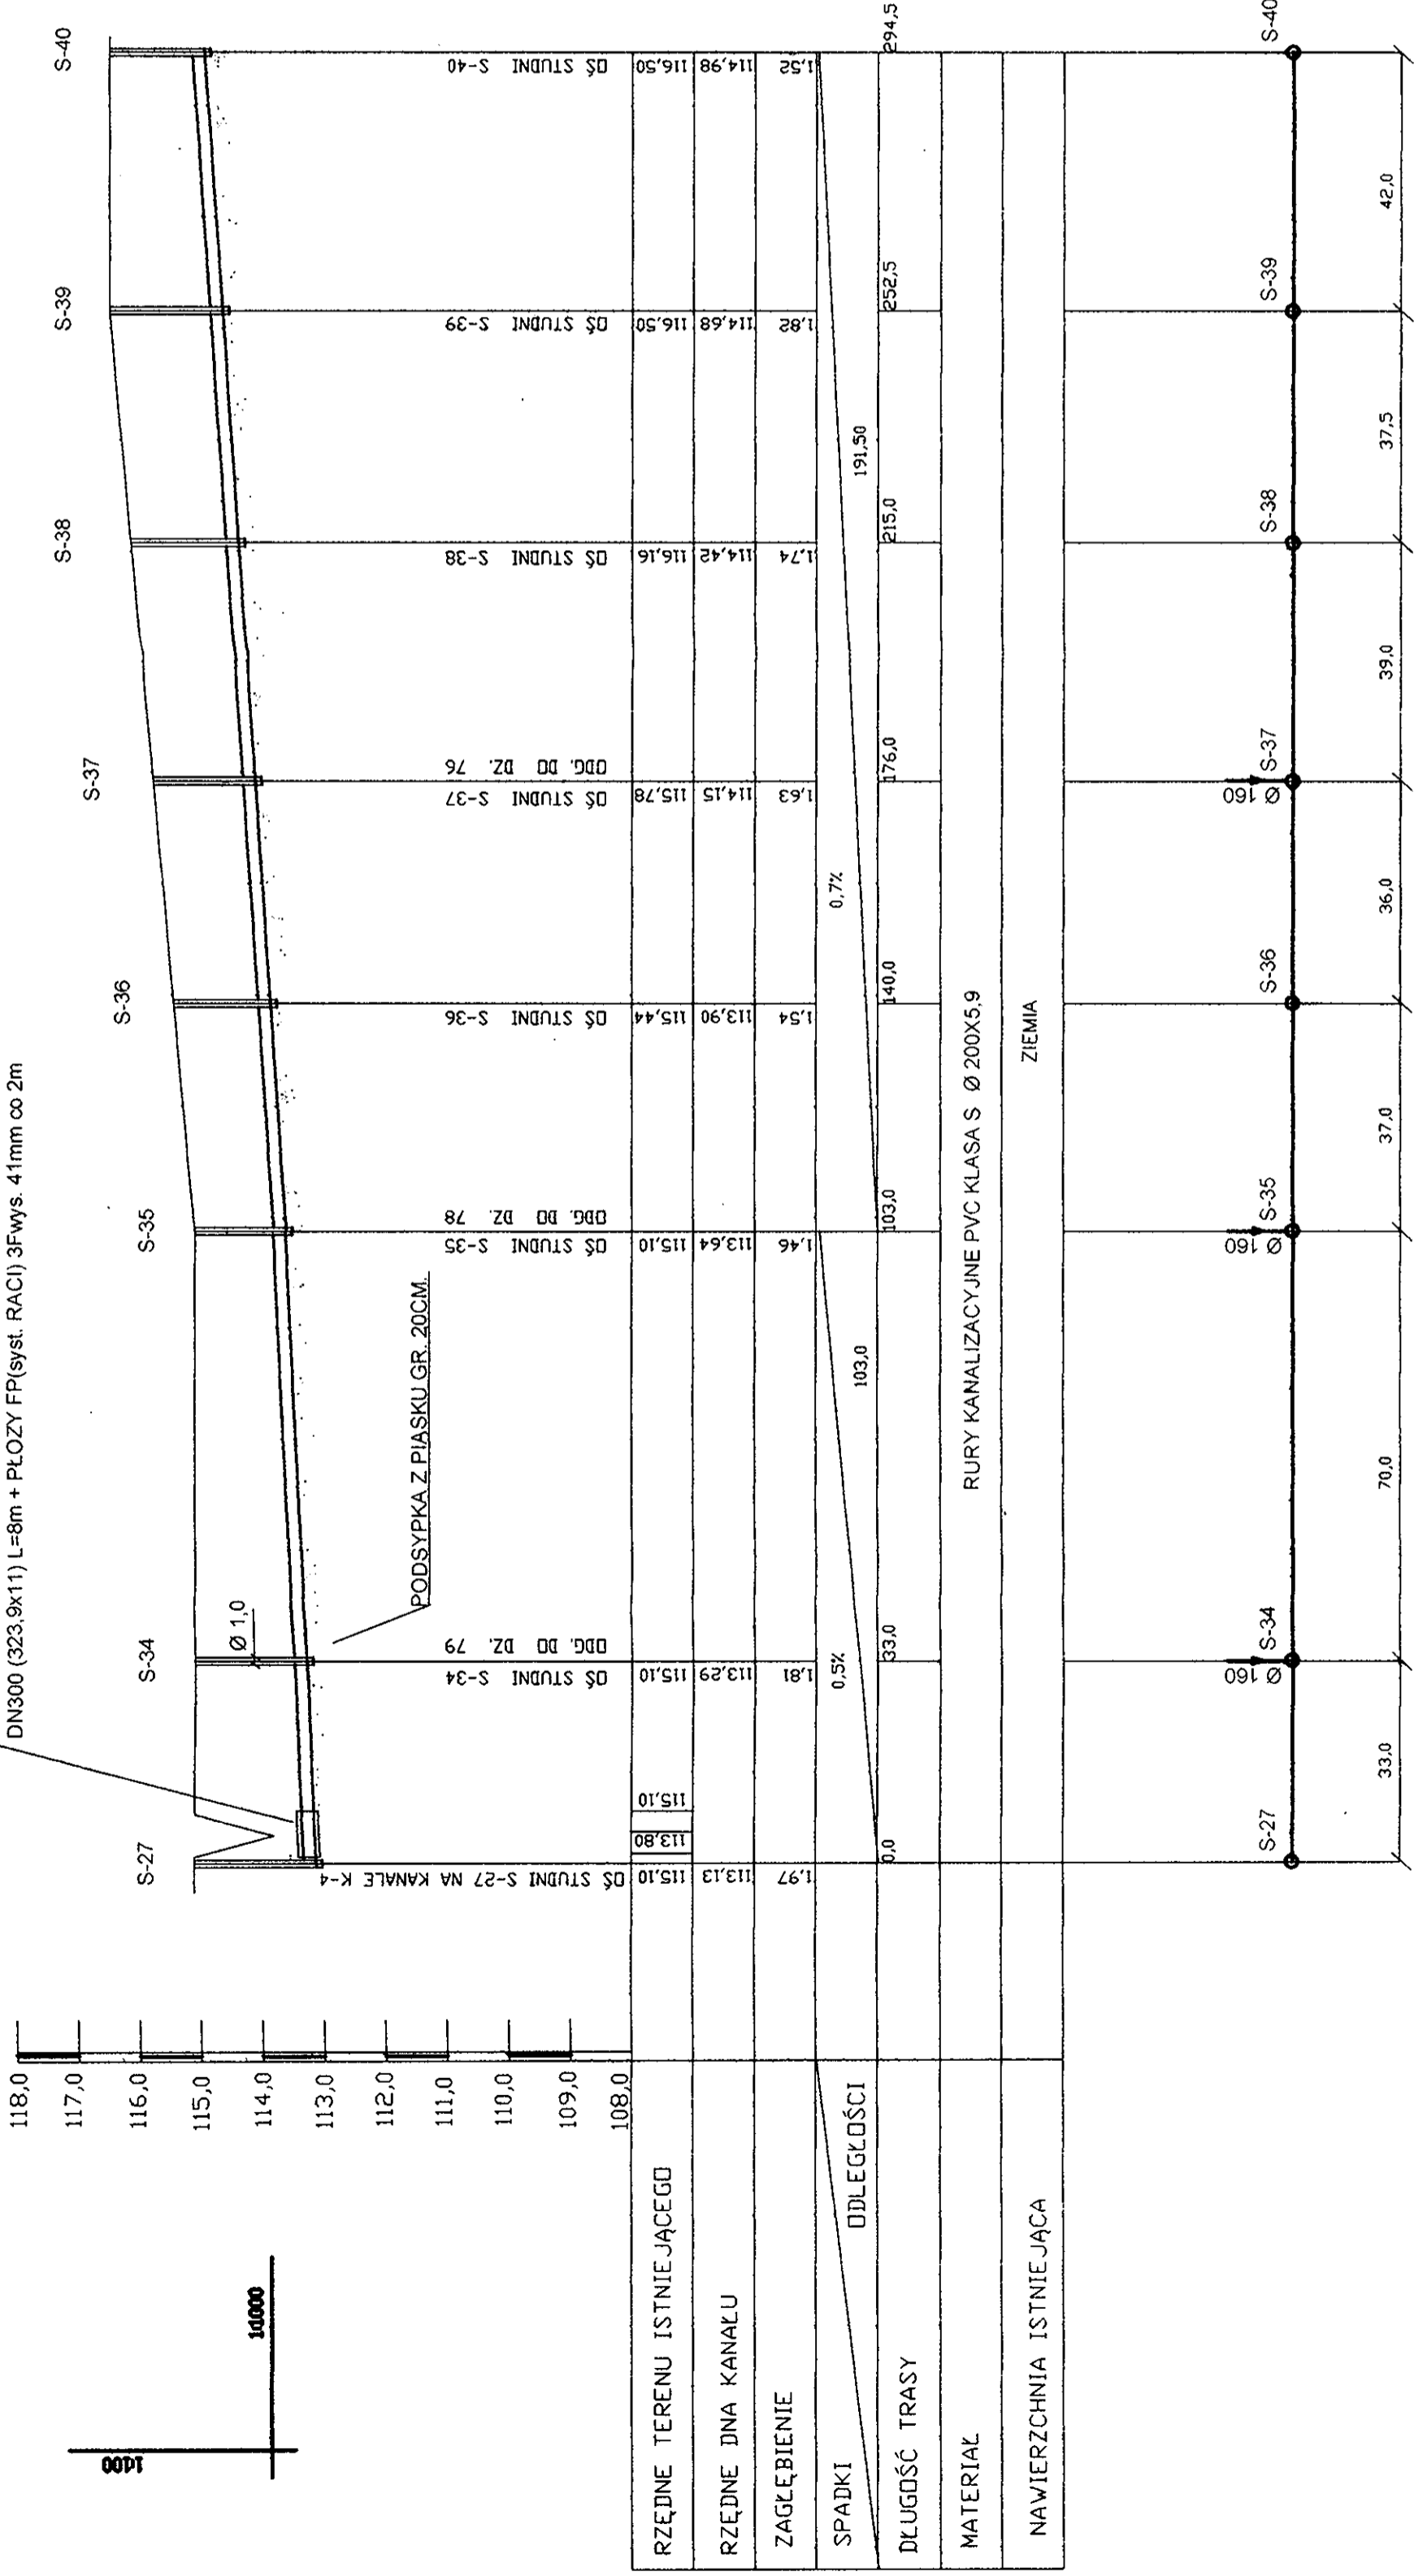 DN300 (323,9x11) L=8m + PŁOZY FP(syst. RACI) 3Fwys. 41mm co 2m
S-27
S-34
S-35
S-36
S-37
S-38
S-39
S-40
Ø 1,0
PODSYPKA Z PIASKU GR. 20CM.
1:100
1:1000
118,0
117,0
116,0
115,0
114,0
113,0
112,0
111,0
110,0
109,0
108,0
OŚ STUDNI S-27 NA KANALE K-4
OŚ STUDNI S-34
ODG. DO DZ. 79
OŚ STUDNI S-35
ODG. DO DZ. 78
OŚ STUDNI S-36
OŚ STUDNI S-37
ODG. DO DZ. 76
OŚ STUDNI S-38
OŚ STUDNI S-39
OŚ STUDNI S-40
RZĘDNE TERENU ISTNIEJĄCEGO
115,10
113,80
115,10
115,10
115,10
115,44
115,78
116,16
116,50
116,50
RZĘDNE DNA KANAŁU
113,13
113,29
113,64
113,90
114,15
114,42
114,68
114,98
ZAGŁĘBIENIE
1,97
1,81
1,46
1,54
1,63
1,74
1,82
1,52
SPADKI
ODLEGŁOŚCI
0,5%
103,0
0,7%
191,50
DŁUGOŚĆ TRASY
0,0
33,0
103,0
140,0
176,0
215,0
252,5
294,5
MATERIAŁ
RURY KANALIZACYJNE PVC KLASA S Ø 200X5,9
NAWIERZCHNIA ISTNIEJĄCA
ZIEMIA
S-27
Ø 160
S-34
Ø 160
S-35
S-36
Ø 160
S-37
S-38
S-39
S-40
33,0
70,0
37,0
36,0
39,0
37,5
42,0